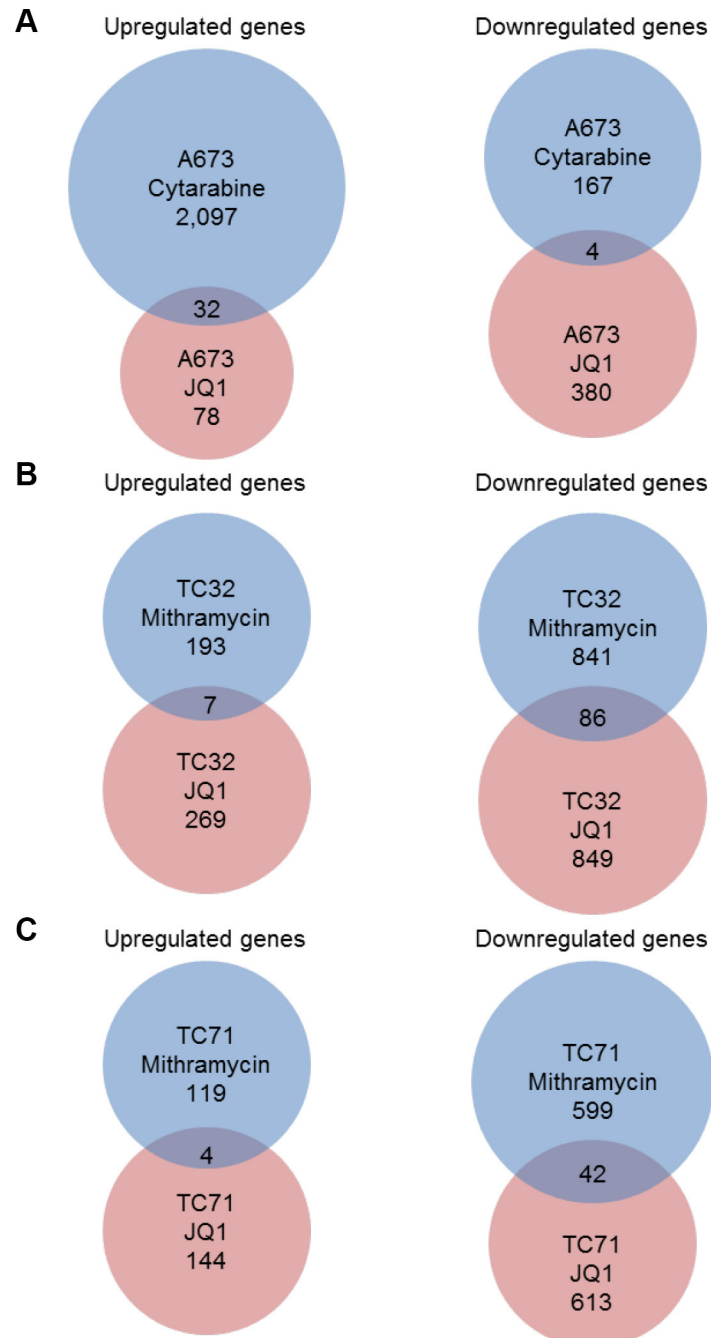 A
Upregulated genes
A673
Cytarabine
2,097
32
A673
JQ1
78
Downregulated genes
A673
Cytarabine
167
4
A673
JQ1
380
B
Upregulated genes
TC32
Mithramycin
193
7
TC32
JQ1
269
Downregulated genes
TC32
Mithramycin
841
86
TC32
JQ1
849
C
Upregulated genes
TC71
Mithramycin
119
4
TC71
JQ1
144
Downregulated genes
TC71
Mithramycin
599
42
TC71
JQ1
613